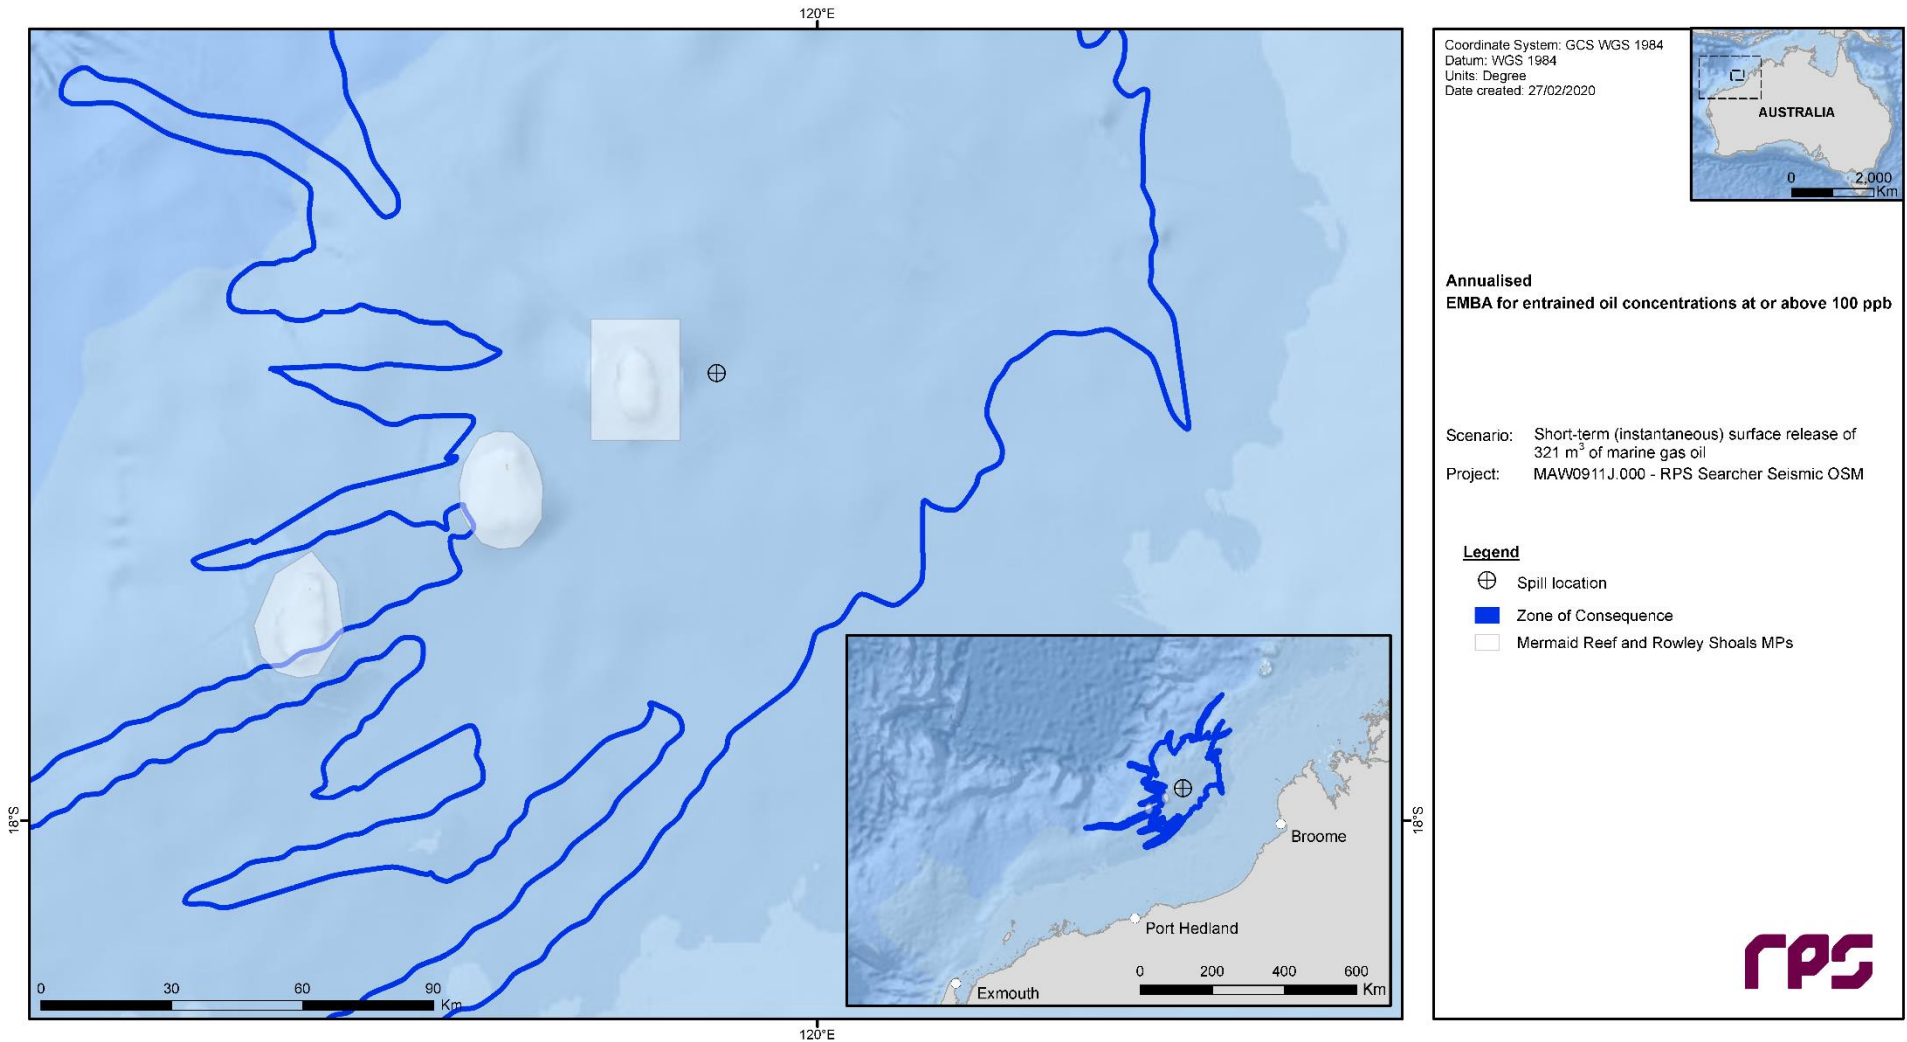 120°E
18°S
18°S
120°E
0 30 60 90
Km
Broome
Port Hedland
Exmouth
0 200 400 600
Km
Coordinate System: GCS WGS 1984
Datum: WGS 1984
Units: Degree
Date created: 27/02/2020
AUSTRALIA
0 2,000
Km
Annualised
EMBA for entrained oil concentrations at or above 100 ppb
Scenario: Short-term (instantaneous) surface release of
321 m³ of marine gas oil
Project: MAW0911J.000 - RPS Searcher Seismic OSM
Legend
Spill location
Zone of Consequence
Mermaid Reef and Rowley Shoals MPs
rps